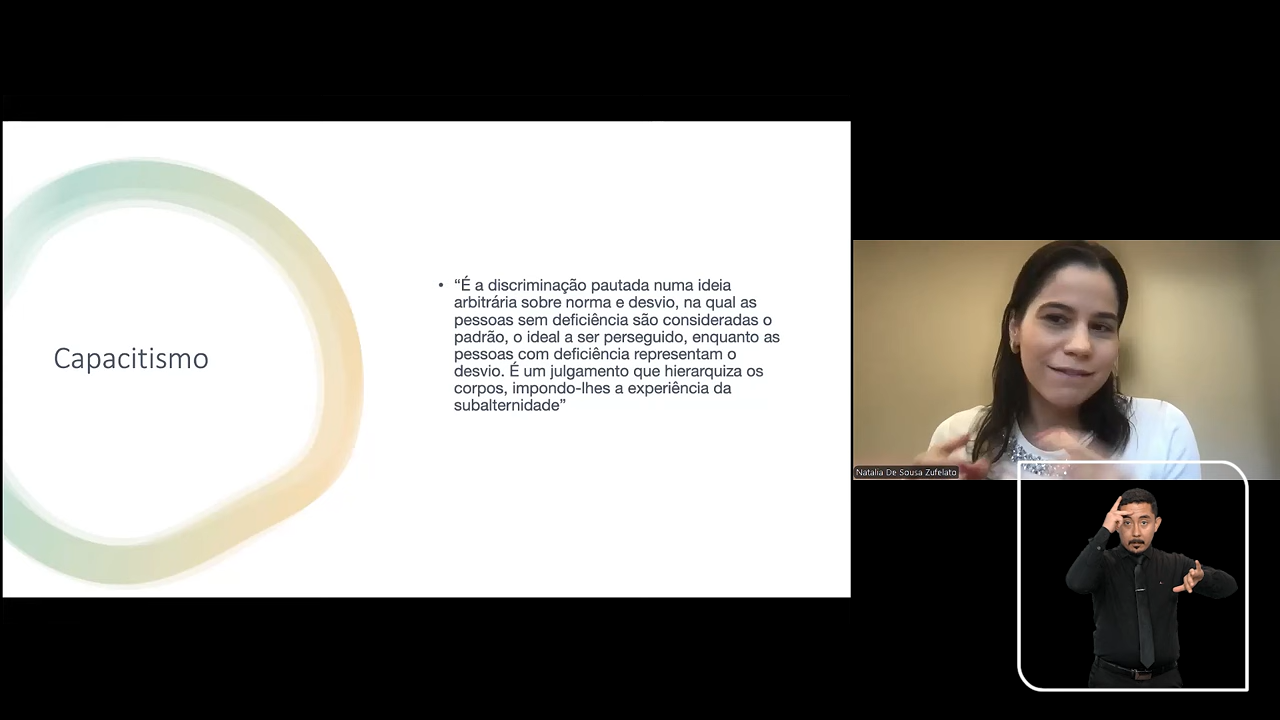 Capacitismo
• “É a discriminação pautada numa ideia
arbitrária sobre norma e desvio, na qual as
pessoas sem deficiência são consideradas o
padrão, o ideal a ser perseguido, enquanto as
pessoas com deficiência representam o
desvio. É um julgamento que hierarquiza os
corpos, impondo-lhes a experiência da
subalternidade”
Natalia De Sousa Zufelato